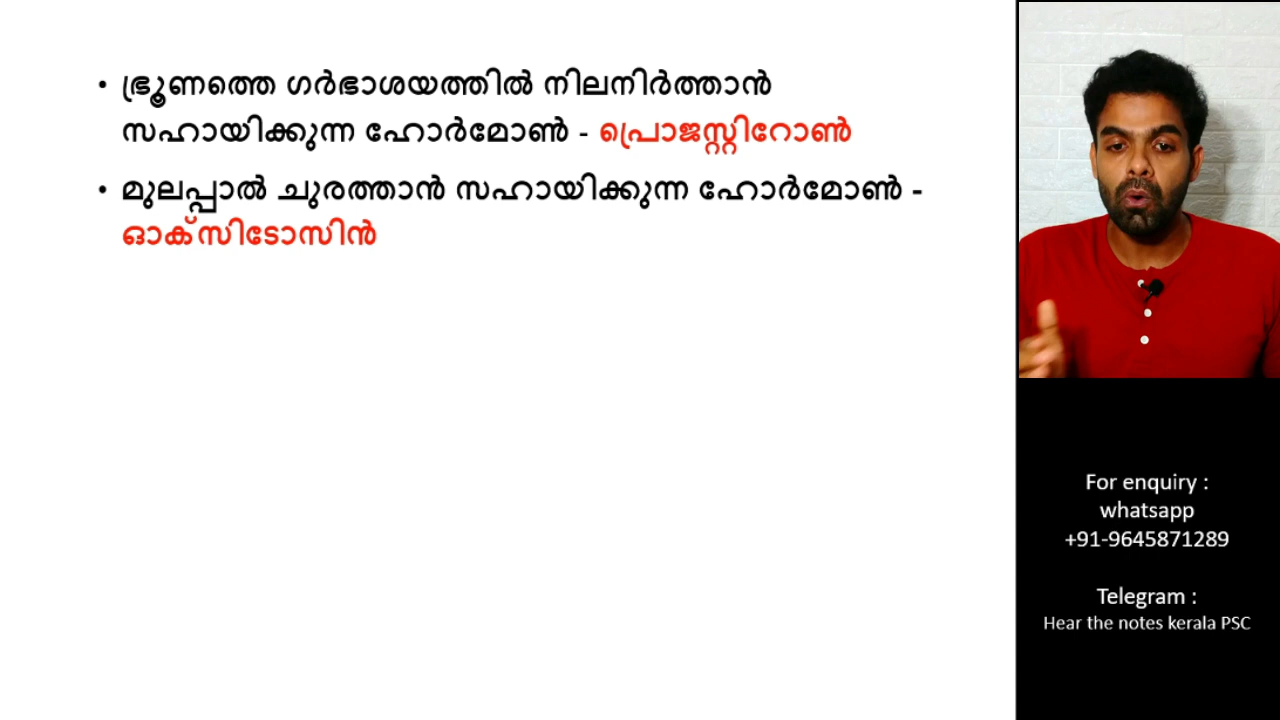 • ഭ്രൂണത്തെ ഗർഭാശയത്തിൽ നിലനിർത്താൻ
സഹായിക്കുന്ന ഹോർമോൺ - പ്രൊജസ്റ്റിറോൺ
• മുലപ്പാൽ ചുരത്താൻ സഹായിക്കുന്ന ഹോർമോൺ -
ഓക്സിടോസിൻ
For enquiry :
whatsapp
+91-9645871289
Telegram :
Hear the notes kerala PSC